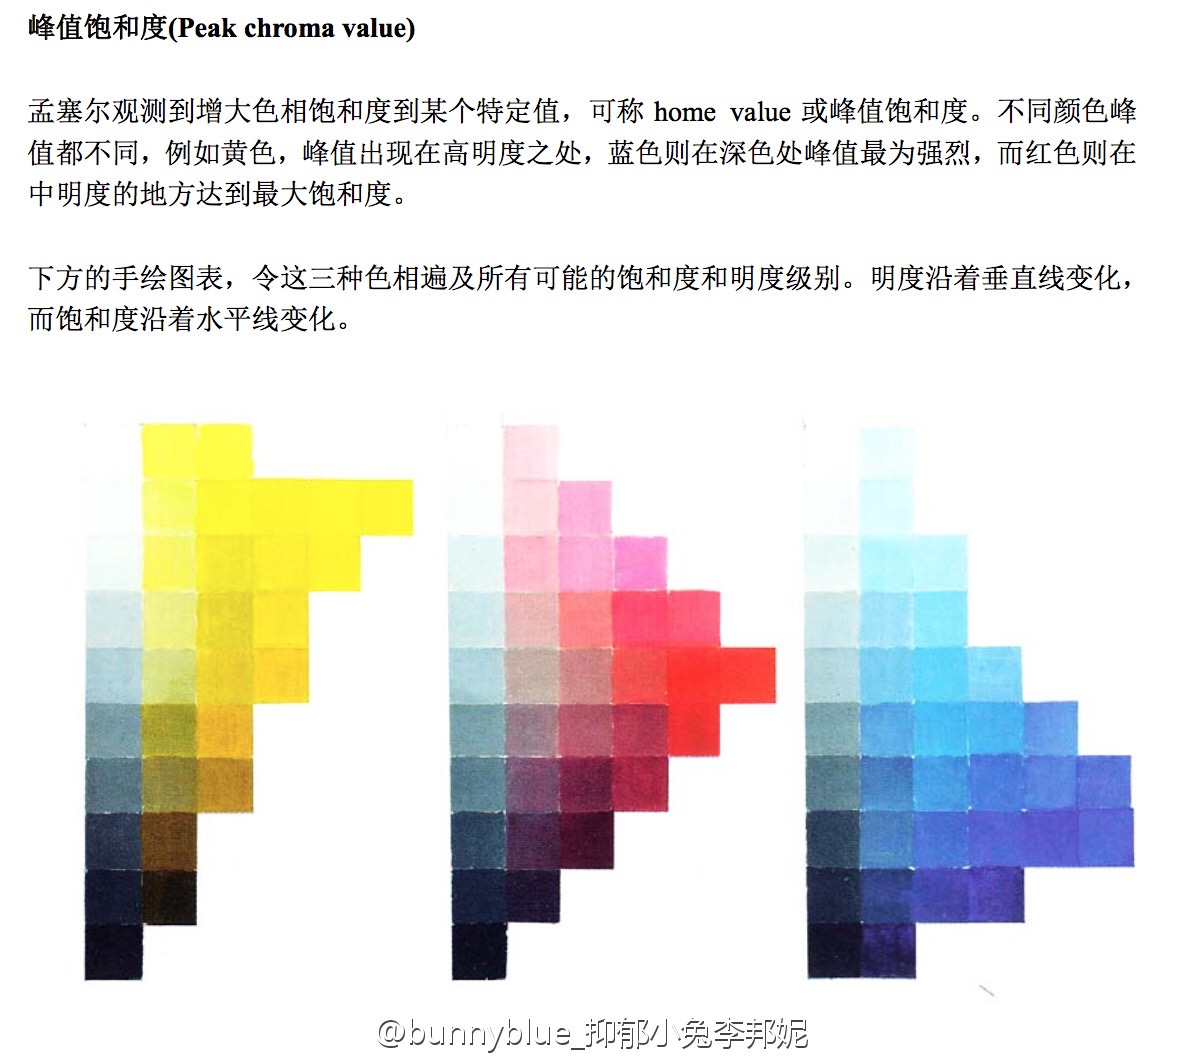 峰值饱和度(Peak chroma value)
孟塞尔观测到增大色相饱和度到某个特定值，可称 home value 或峰值饱和度。不同颜色峰
值都不同，例如黄色，峰值出现在高明度之处，蓝色则在深色处峰值最为强烈，而红色则在
中明度的地方达到最大饱和度。
下方的手绘图表，令这三种色相遍及所有可能的饱和度和明度级别。明度沿着垂直线变化，
而饱和度沿着水平线变化。
@bunnyblue_抑郁小兔李邦妮